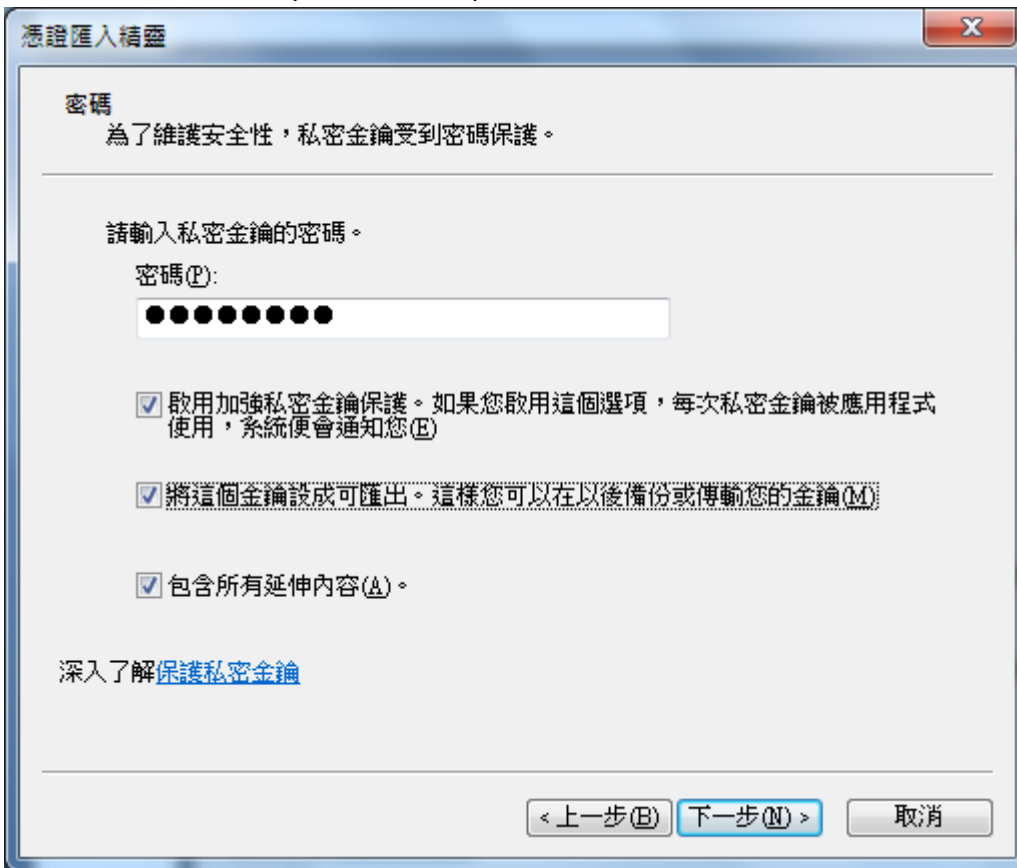 憑證匯入精靈
密碼
為了維護安全性，私密金鑰受到密碼保護。
請輸入私密金鑰的密碼。
密碼(P):
●●●●●●●●
啟用加強私密金鑰保護。如果您啟用這個選項，每次私密金鑰被應用程式
使用，系統便會通知您(E)
將這個金鑰設成可匯出。這樣您可以在以後備份或傳輸您的金鑰(M)
包含所有延伸內容(A)。
深入了解保護私密金鑰
<上一步(B) 下一步(N)> 取消